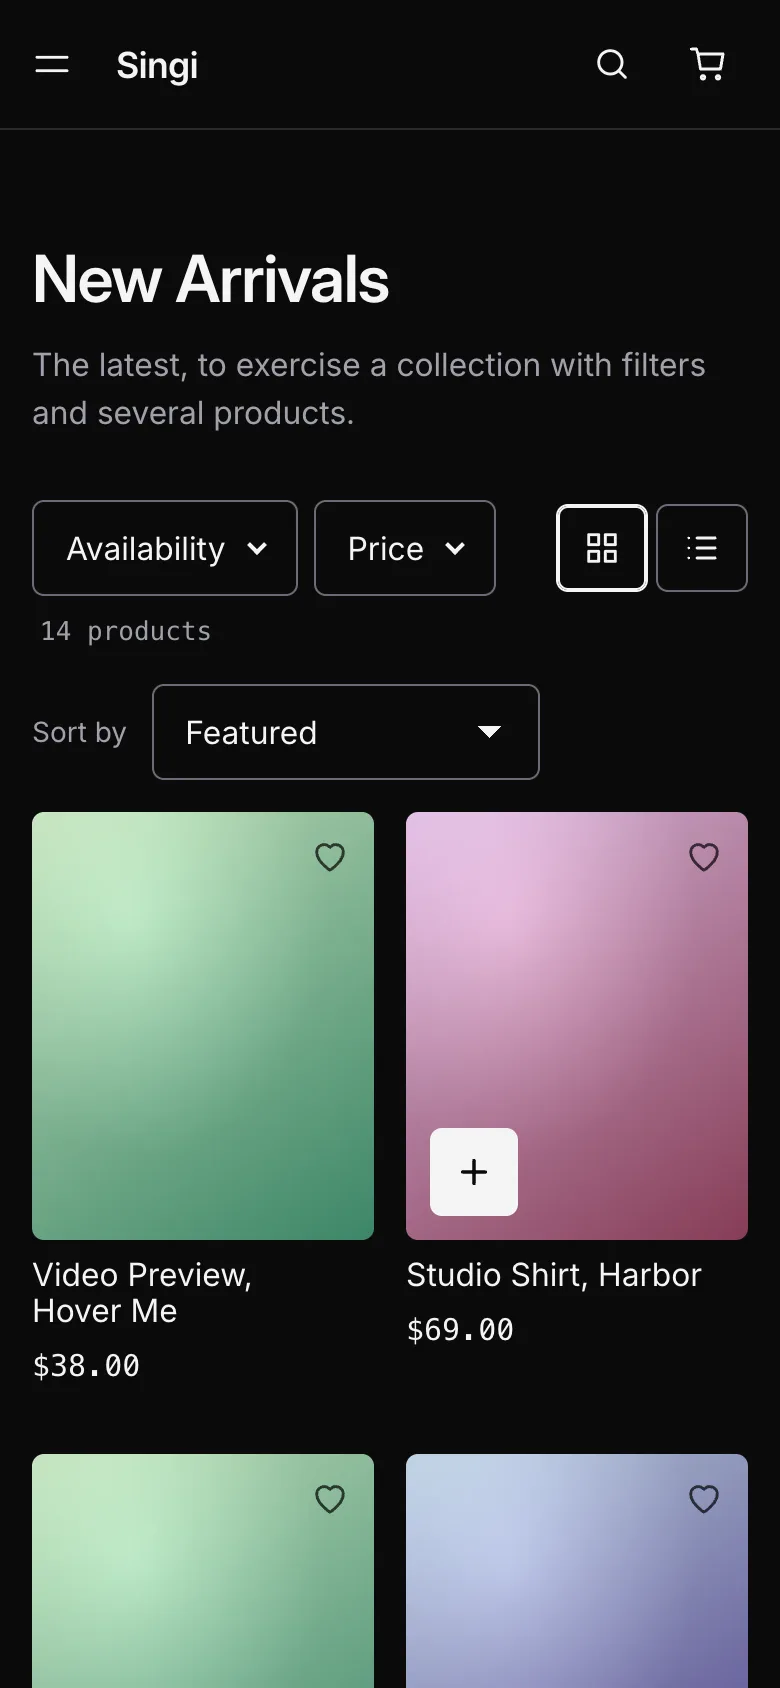 Singi
New Arrivals
The latest, to exercise a collection with filters
and several products.
Availability
Price
14 products
Sort by
Featured
Video Preview,
Hover Me
$38.00
Studio Shirt, Harbor
$69.00